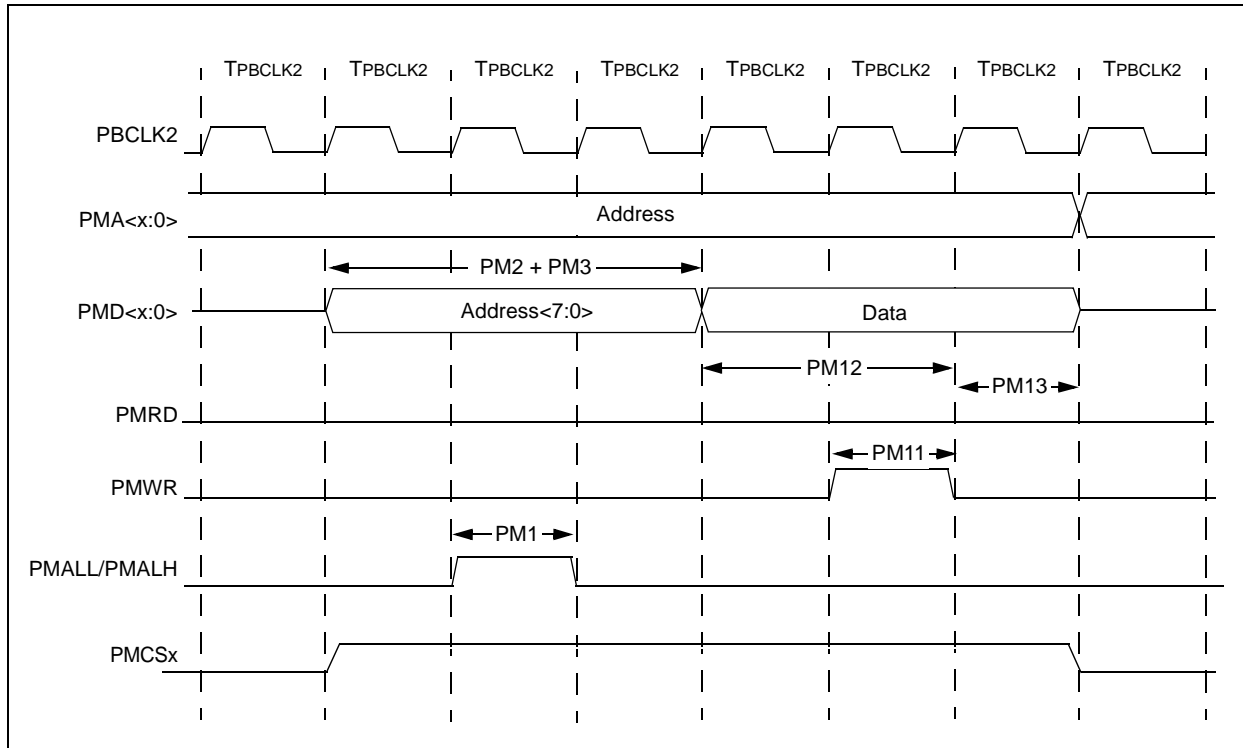 TPBCLK2 TPBCLK2 TPBCLK2 TPBCLK2 TPBCLK2 TPBCLK2 TPBCLK2 TPBCLK2
PBCLK2
PMA<x:0> Address
PM2 + PM3
PMD<x:0> Address<7:0> Data
PM12
PM13
PMRD
PM11
PMWR
PM1
PMALL/PMALH
PMCSx